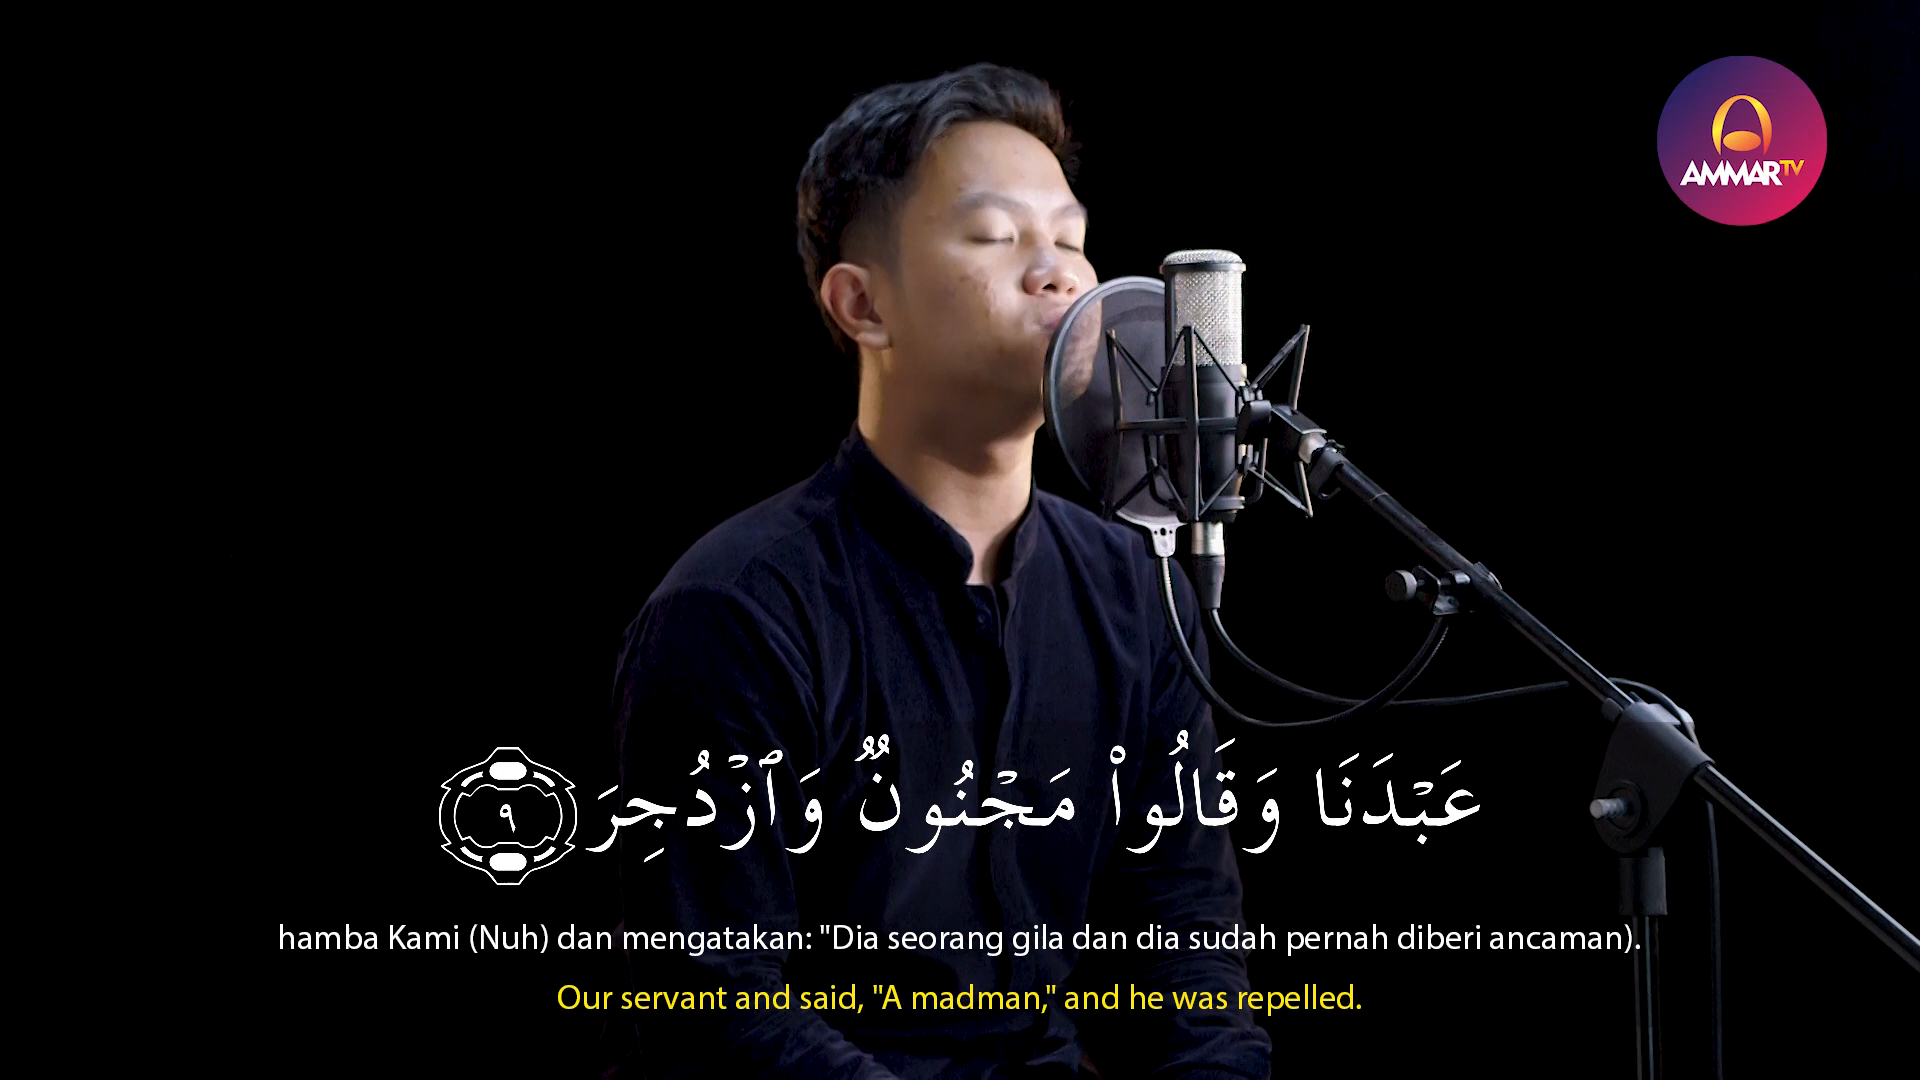 AMMARTV
عَبْدَنَا وَقَالُوا۟ مَجْنُونٌ وَٱزْدُجِرَ ٩
hamba Kami (Nuh) dan mengatakan: "Dia seorang gila dan dia sudah pernah diberi ancaman).
Our servant and said, "A madman," and he was repelled.